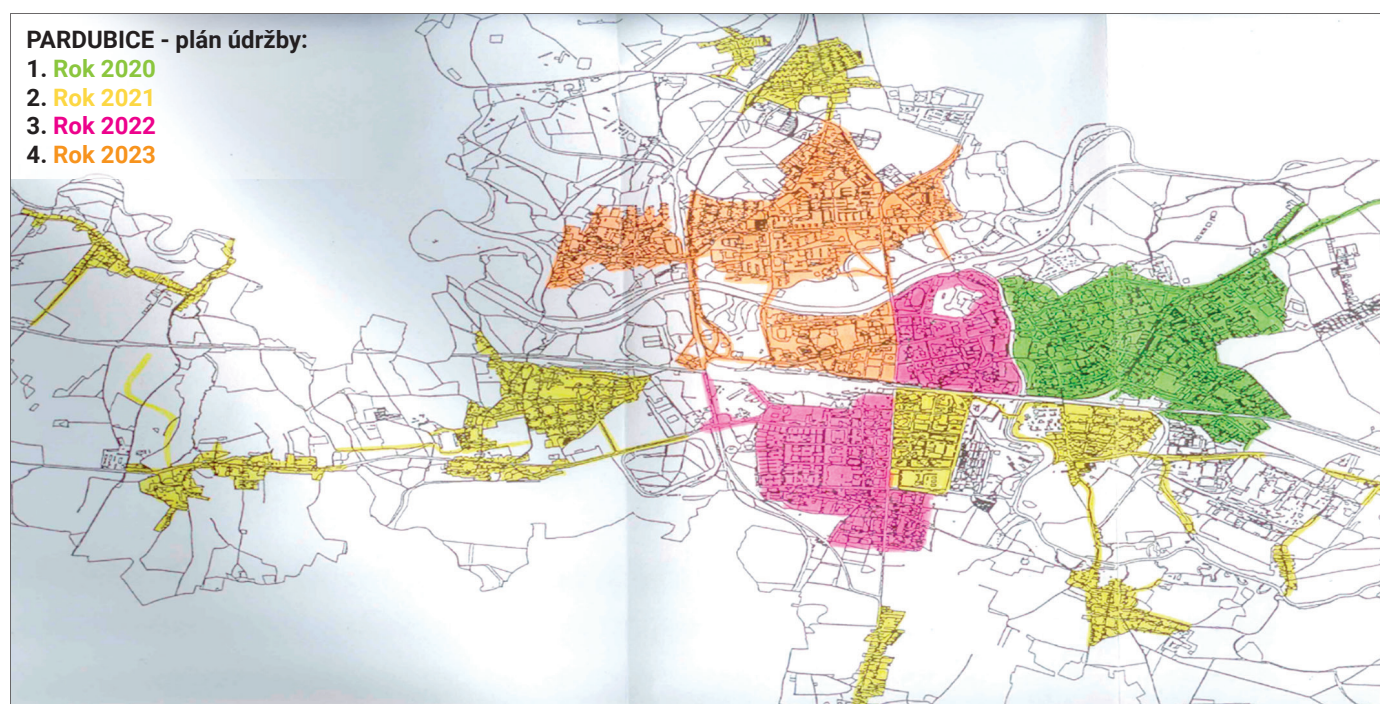 PARDUBICE - plán údržby:
1. Rok 2020
2. Rok 2021
3. Rok 2022
4. Rok 2023